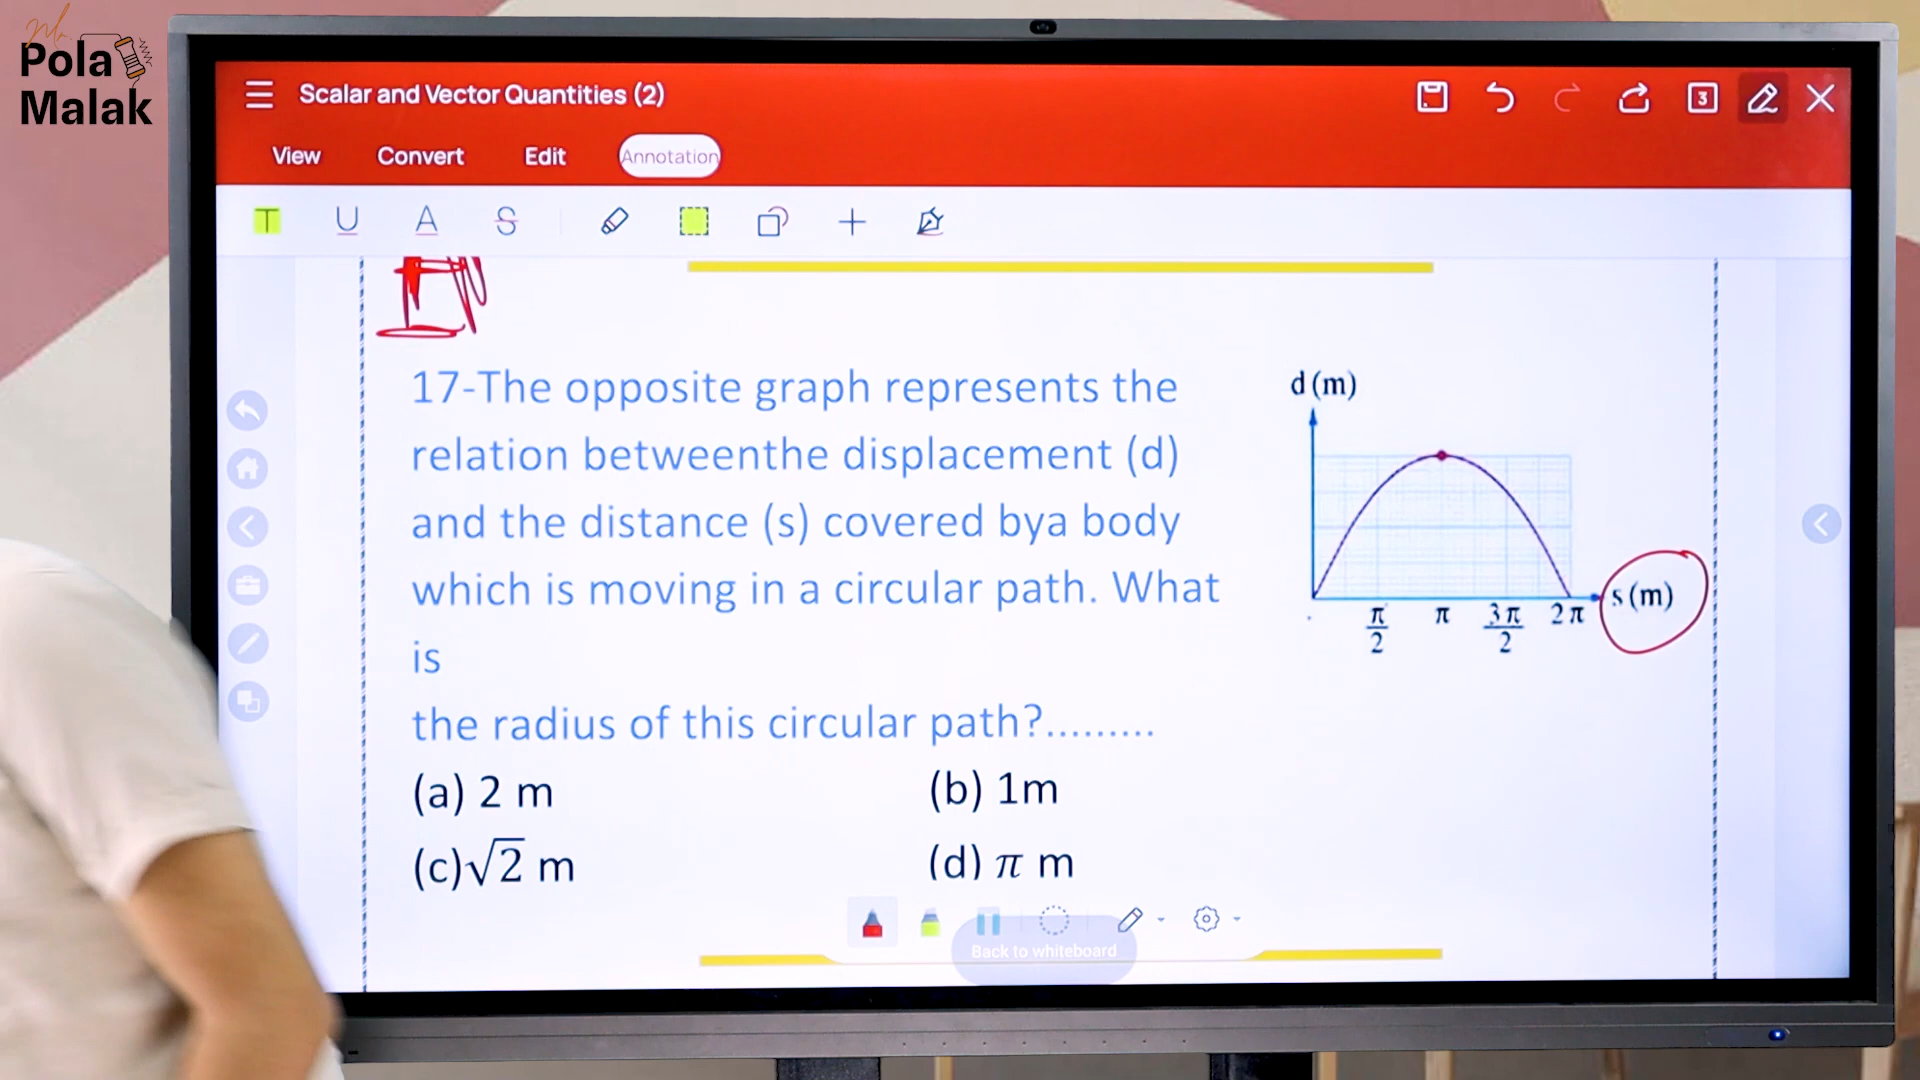 Mr.
Pola
Malak
Scalar and Vector Quantities (2)
3
View Convert Edit Annotation
T U A S
17-The opposite graph represents the
relation betweenthe displacement (d)
and the distance (s) covered bya body
which is moving in a circular path. What
is
the radius of this circular path?.........
(a) 2 m (b) 1m
(c)√2 m (d) π m
d (m)
π/2 π 3π/2 2π s (m)
Back to whiteboard